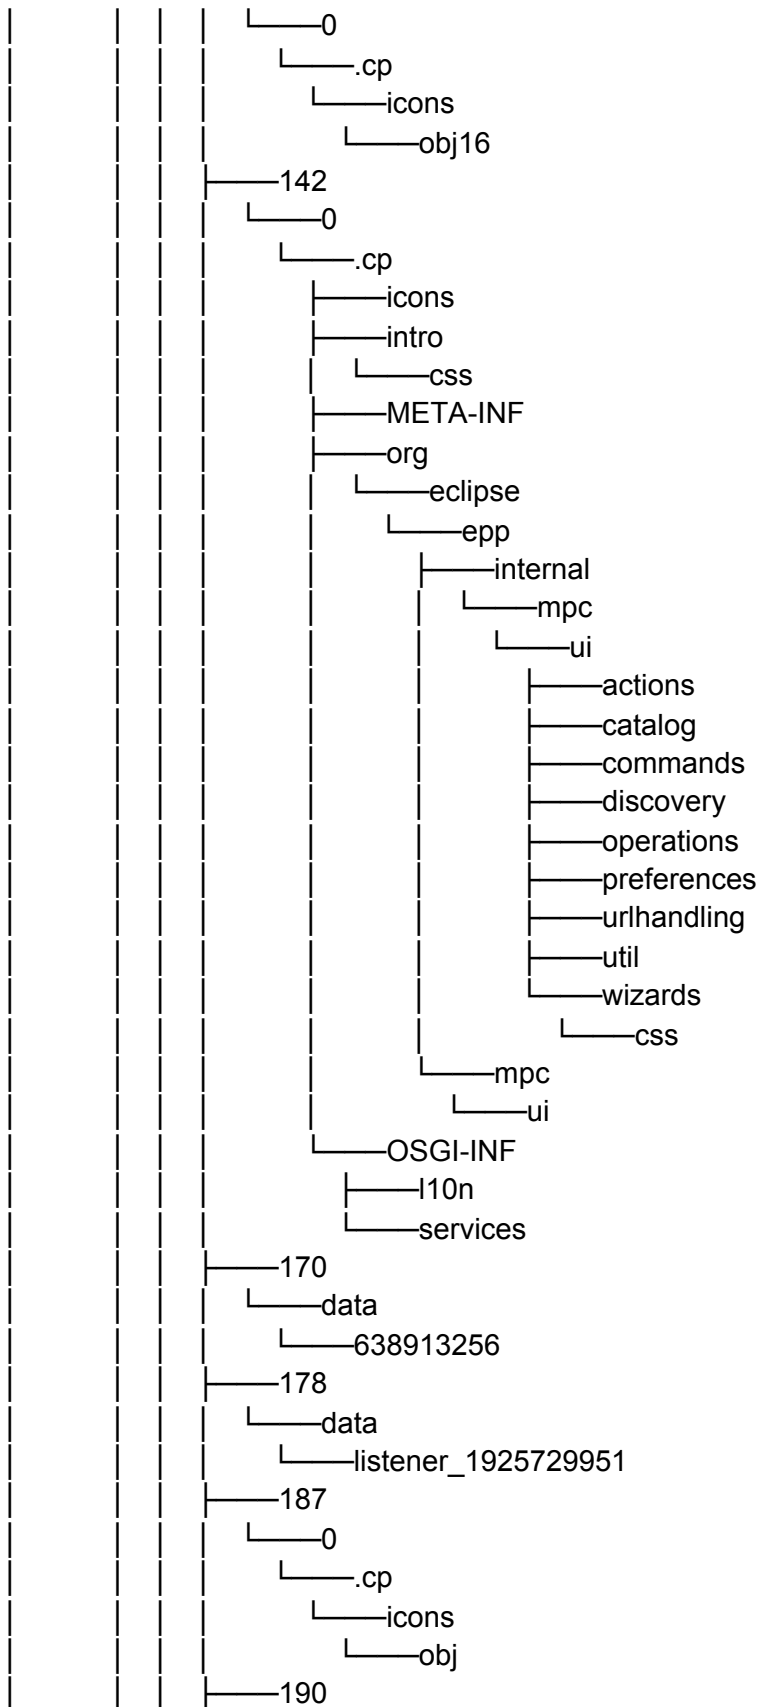 │ │ │ │ └───0
│ │ │ │ └───.cp
│ │ │ │ └───icons
│ │ │ │ └───obj16
│ │ │ ├───142
│ │ │ │ └───0
│ │ │ │ └───.cp
│ │ │ │ ├───icons
│ │ │ │ ├───intro
│ │ │ │ │ └───css
│ │ │ │ ├───META-INF
│ │ │ │ ├───org
│ │ │ │ │ └───eclipse
│ │ │ │ │ └───epp
│ │ │ │ │ ├───internal
│ │ │ │ │ │ └───mpc
│ │ │ │ │ │ └───ui
│ │ │ │ │ │ ├───actions
│ │ │ │ │ │ ├───catalog
│ │ │ │ │ │ ├───commands
│ │ │ │ │ │ ├───discovery
│ │ │ │ │ │ ├───operations
│ │ │ │ │ │ ├───preferences
│ │ │ │ │ │ ├───urlhandling
│ │ │ │ │ │ ├───util
│ │ │ │ │ │ └───wizards
│ │ │ │ │ │ └───css
│ │ │ │ │ └───mpc
│ │ │ │ │ └───ui
│ │ │ │ └───OSGI-INF
│ │ │ │ ├───l10n
│ │ │ │ └───services
│ │ │ ├───170
│ │ │ │ └───data
│ │ │ │ └───638913256
│ │ │ ├───178
│ │ │ │ └───data
│ │ │ │ └───listener_1925729951
│ │ │ ├───187
│ │ │ │ └───0
│ │ │ │ └───.cp
│ │ │ │ └───icons
│ │ │ │ └───obj
│ │ │ ├───190